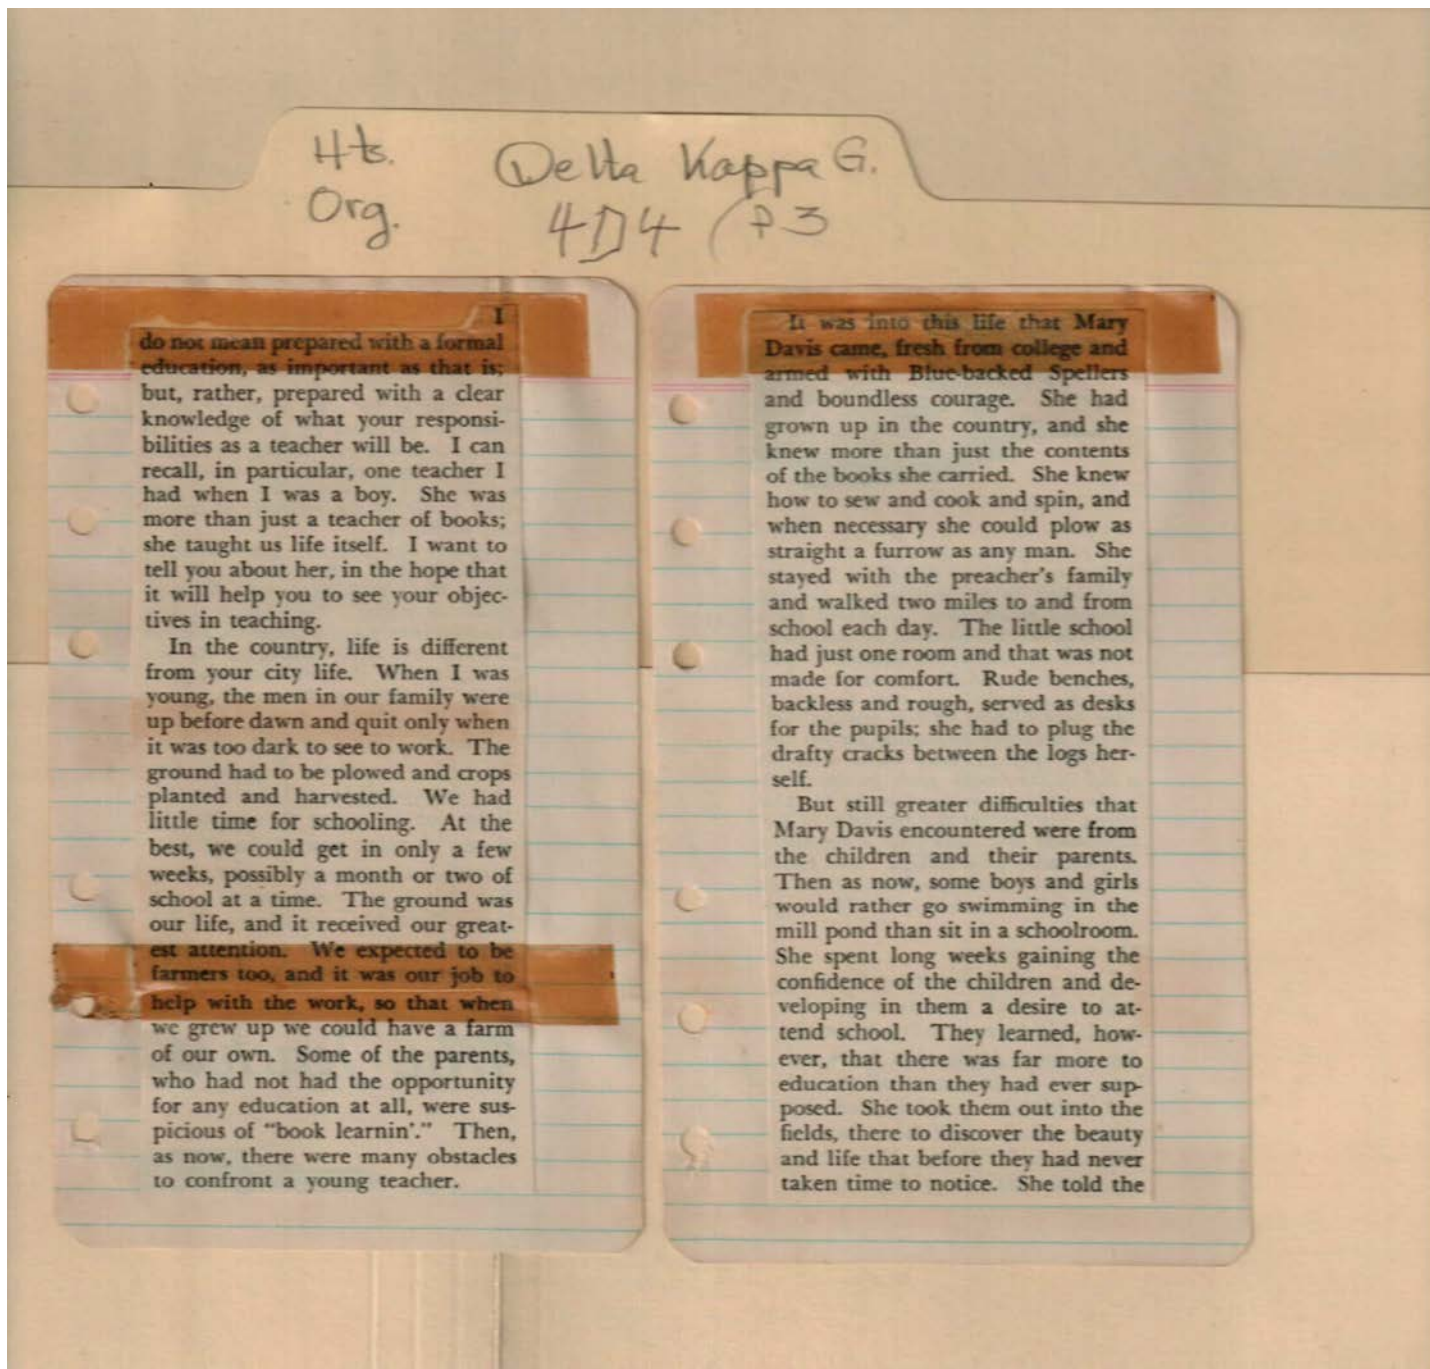 Hts. Delta Kappa G.
Org. 4D4 (P3
I
do not mean prepared with a formal
education, as important as that is;
but, rather, prepared with a clear
knowledge of what your responsi-
bilities as a teacher will be. I can
recall, in particular, one teacher I
had when I was a boy. She was
more than just a teacher of books;
she taught us life itself. I want to
tell you about her, in the hope that
it will help you to see your objec-
tives in teaching.
In the country, life is different
from your city life. When I was
young, the men in our family were
up before dawn and quit only when
it was too dark to see to work. The
ground had to be plowed and crops
planted and harvested. We had
little time for schooling. At the
best, we could get in only a few
weeks, possibly a month or two of
school at a time. The ground was
our life, and it received our great-
est attention. We expected to be
farmers too, and it was our job to
help with the work, so that when
we grew up we could have a farm
of our own. Some of the parents,
who had not had the opportunity
for any education at all, were sus-
picious of "book learnin'." Then,
as now, there were many obstacles
to confront a young teacher.
It was into this life that Mary
Davis came, fresh from college and
armed with Blue-backed Spellers
and boundless courage. She had
grown up in the country, and she
knew more than just the contents
of the books she carried. She knew
how to sew and cook and spin, and
when necessary she could plow as
straight a furrow as any man. She
stayed with the preacher's family
and walked two miles to and from
school each day. The little school
had just one room and that was not
made for comfort. Rude benches,
backless and rough, served as desks
for the pupils; she had to plug the
drafty cracks between the logs her-
self.
But still greater difficulties that
Mary Davis encountered were from
the children and their parents.
Then as now, some boys and girls
would rather go swimming in the
mill pond than sit in a schoolroom.
She spent long weeks gaining the
confidence of the children and de-
veloping in them a desire to at-
tend school. They learned, how-
ever, that there was far more to
education than they had ever sup-
posed. She took them out into the
fields, there to discover the beauty
and life that before they had never
taken time to notice. She told the